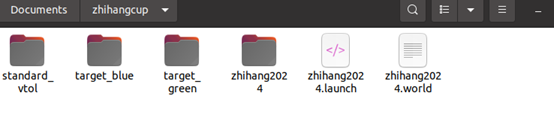 Documents
zhihangcup
standard_
vtol
target_blue
target_
green
zhihang202
4
zhihang202
4.launch
zhihang202
4.world